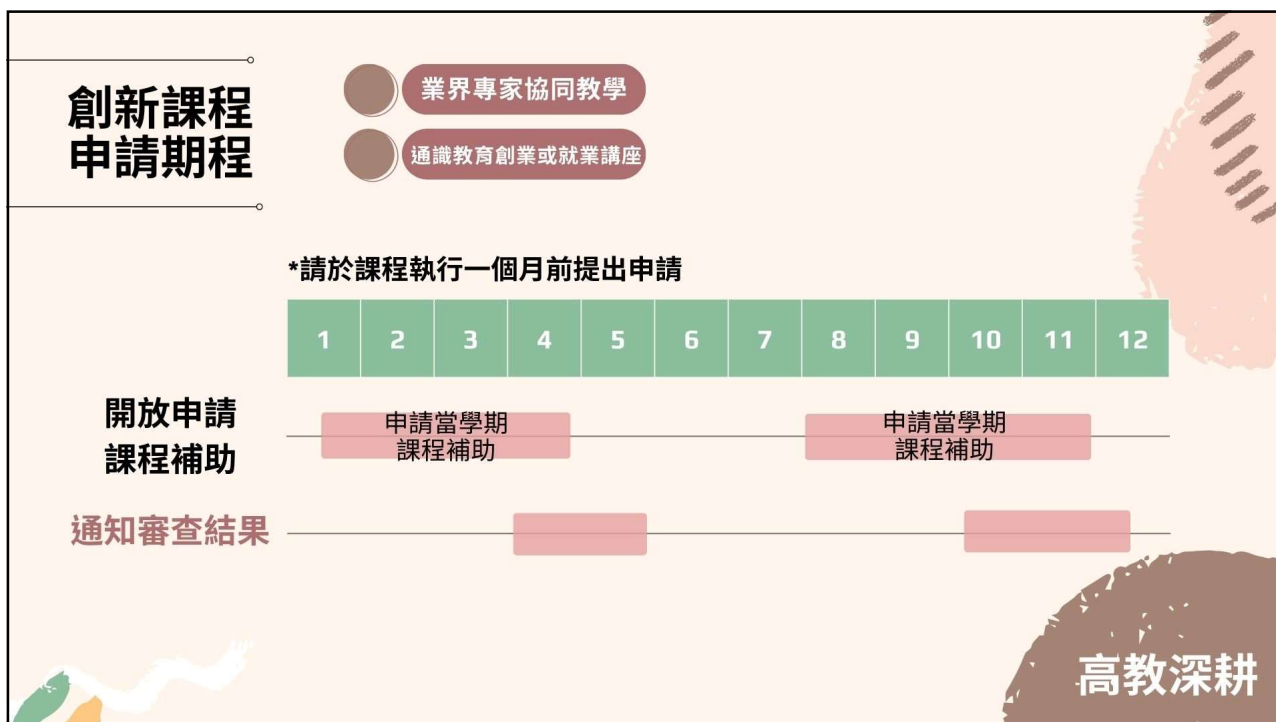 創新課程
申請期程
業界專家協同教學
通識教育創業或就業講座
*請於課程執行一個月前提出申請
1 2 3 4 5 6 7 8 9 10 11 12
開放申請
課程補助
申請當學期
課程補助
申請當學期
課程補助
通知審查結果
高教深耕